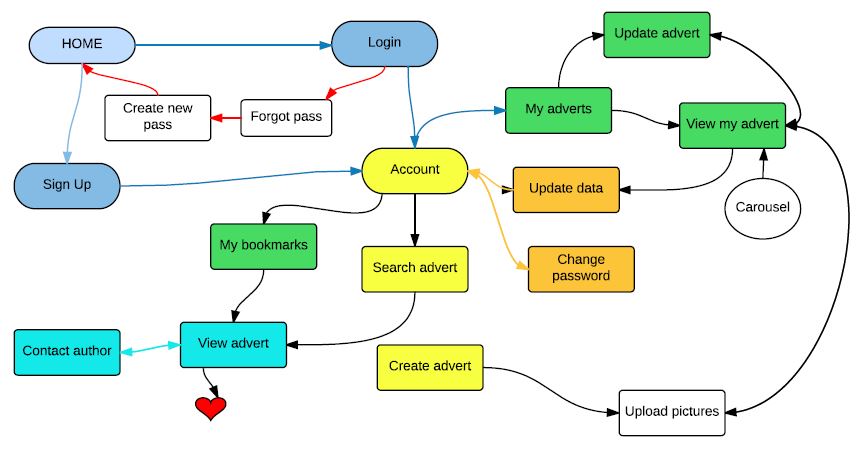 HOME
Login
Update advert
Create new
pass
Forgot pass
My adverts
View my advert
Sign Up
Account
Update data
Carousel
My bookmarks
Search advert
Change
password
Contact author
View advert
Create advert
Upload pictures